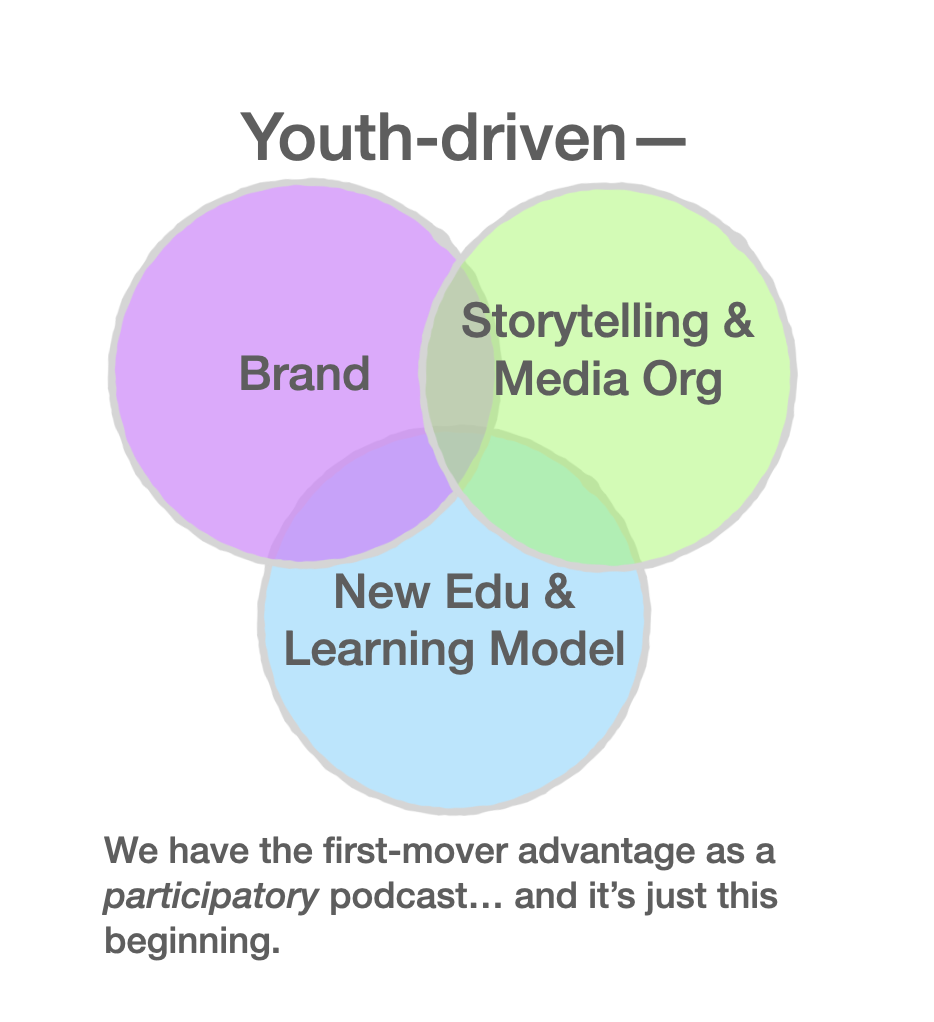 Youth-driven—
Brand
Storytelling &
Media Org
New Edu &
Learning Model
We have the first-mover advantage as a
participatory podcast… and it’s just this
beginning.